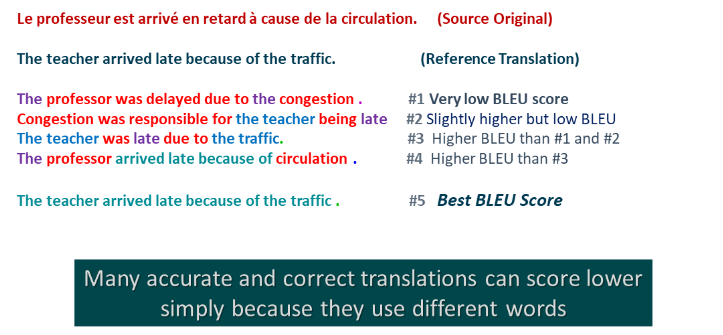 Le professeur est arrivé en retard à cause de la circulation. (Source Original)
The teacher arrived late because of the traffic. (Reference Translation)
The professor was delayed due to the congestion . #1 Very low BLEU score
Congestion was responsible for the teacher being late #2 Slightly higher but low BLEU
The teacher was late due to the traffic. #3 Higher BLEU than #1 and #2
The professor arrived late because of circulation . #4 Higher BLEU than #3
The teacher arrived late because of the traffic . #5 Best BLEU Score
Many accurate and correct translations can score lower
simply because they use different words